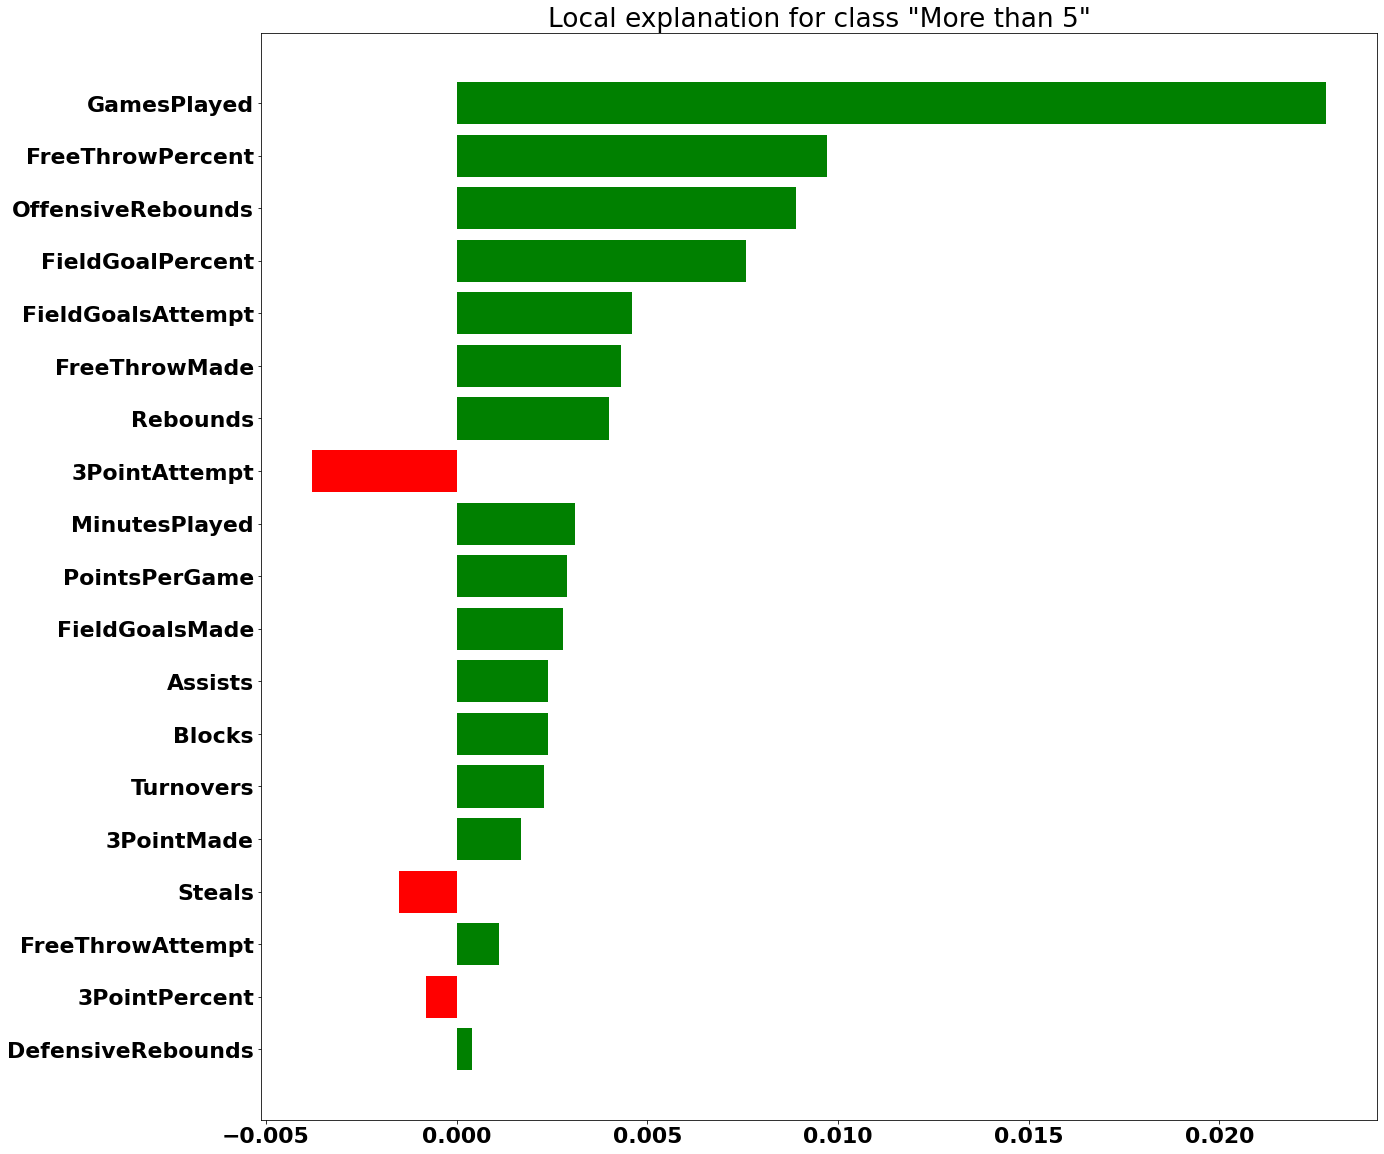 Local explanation for class "More than 5"
GamesPlayed
FreeThrowPercent
OffensiveRebounds
FieldGoalPercent
FieldGoalsAttempt
FreeThrowMade
Rebounds
3PointAttempt
MinutesPlayed
PointsPerGame
FieldGoalsMade
Assists
Blocks
Turnovers
3PointMade
Steals
FreeThrowAttempt
3PointPercent
DefensiveRebounds
−0.005 0.000 0.005 0.010 0.015 0.020